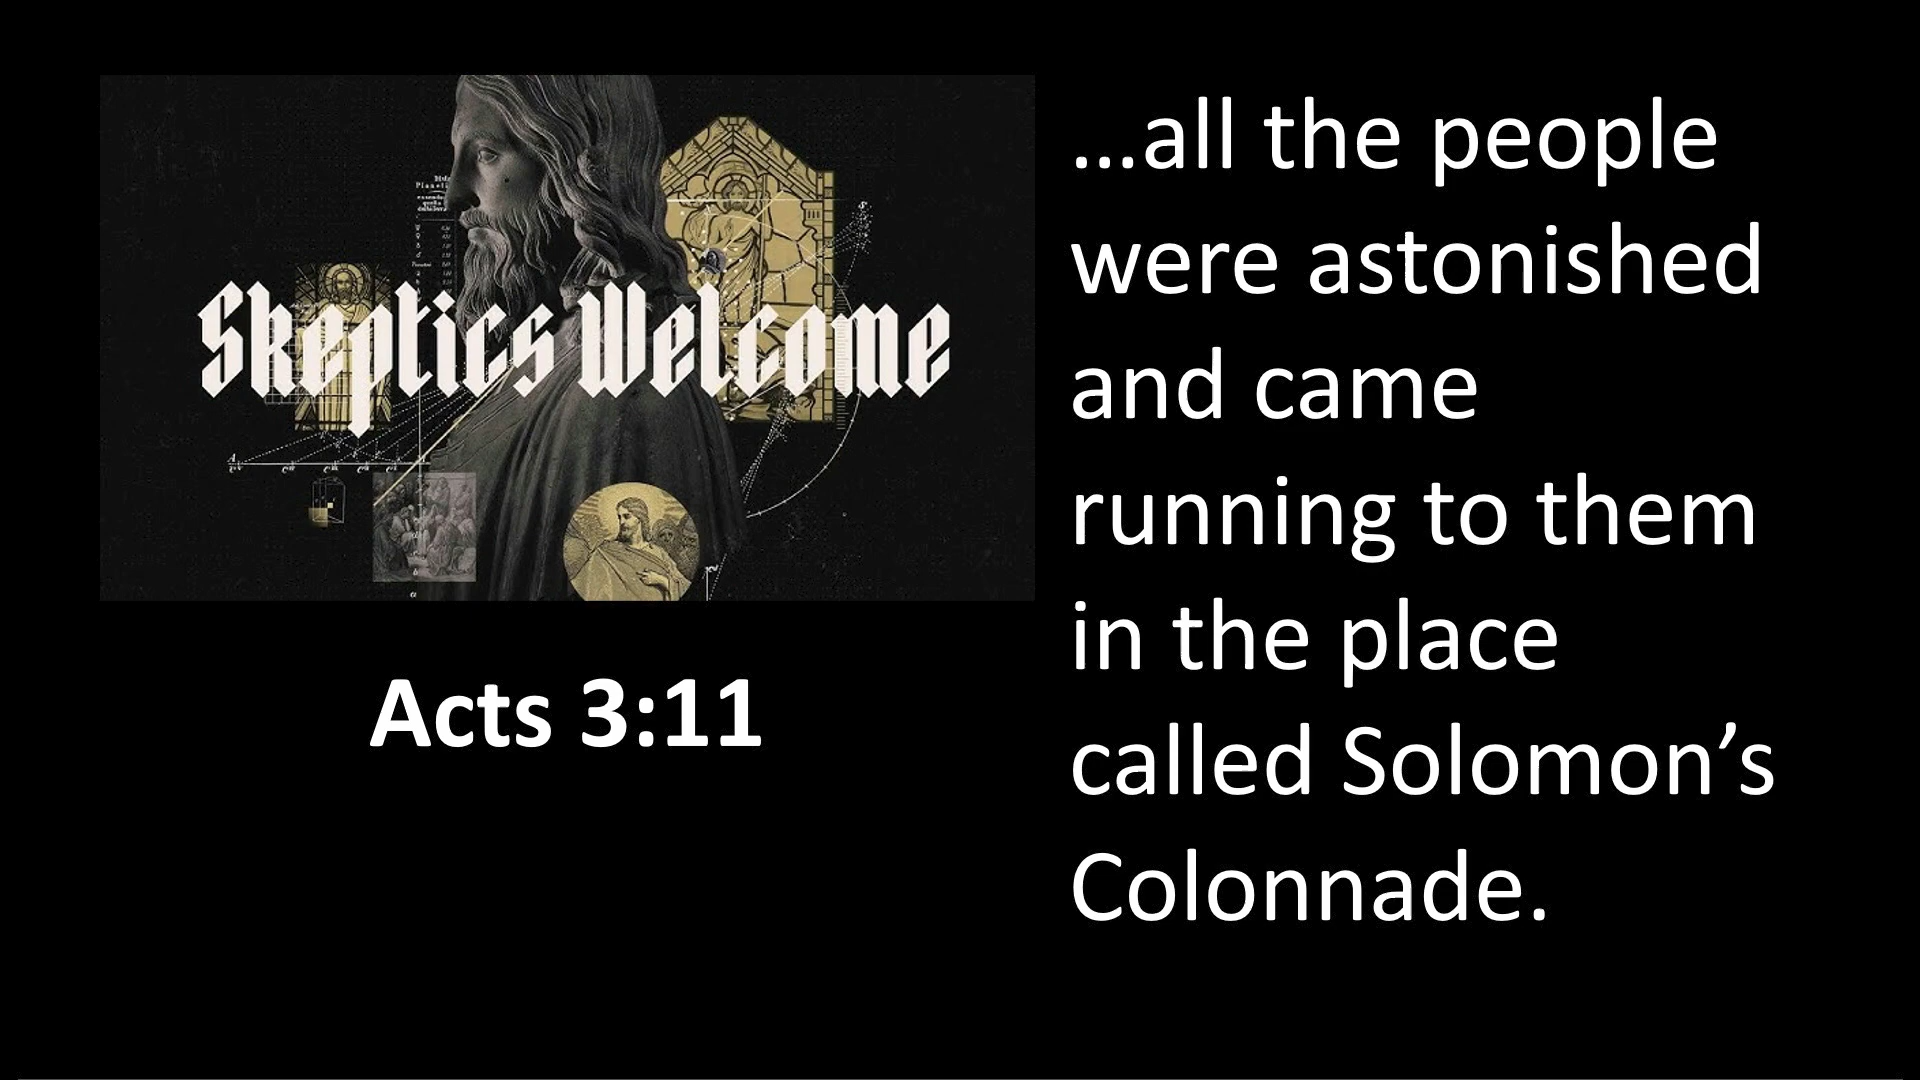 Skeptics Welcome
Acts 3:11
…all the people
were astonished
and came
running to them
in the place
called Solomon’s
Colonnade.